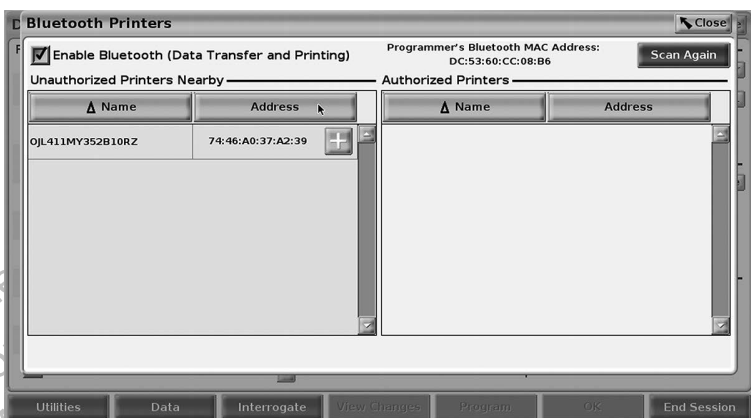 Bluetooth Printers
Close
Enable Bluetooth (Data Transfer and Printing)
Programmer's Bluetooth MAC Address:
DC:53:60:CC:08:B6
Scan Again
Unauthorized Printers Nearby
Authorized Printers
Δ Name
Address
Δ Name
Address
OJL411MY352B10RZ
74:46:A0:37:A2:39
Utilities
Data
Interrogate
View Changes
Program
OK
End Session